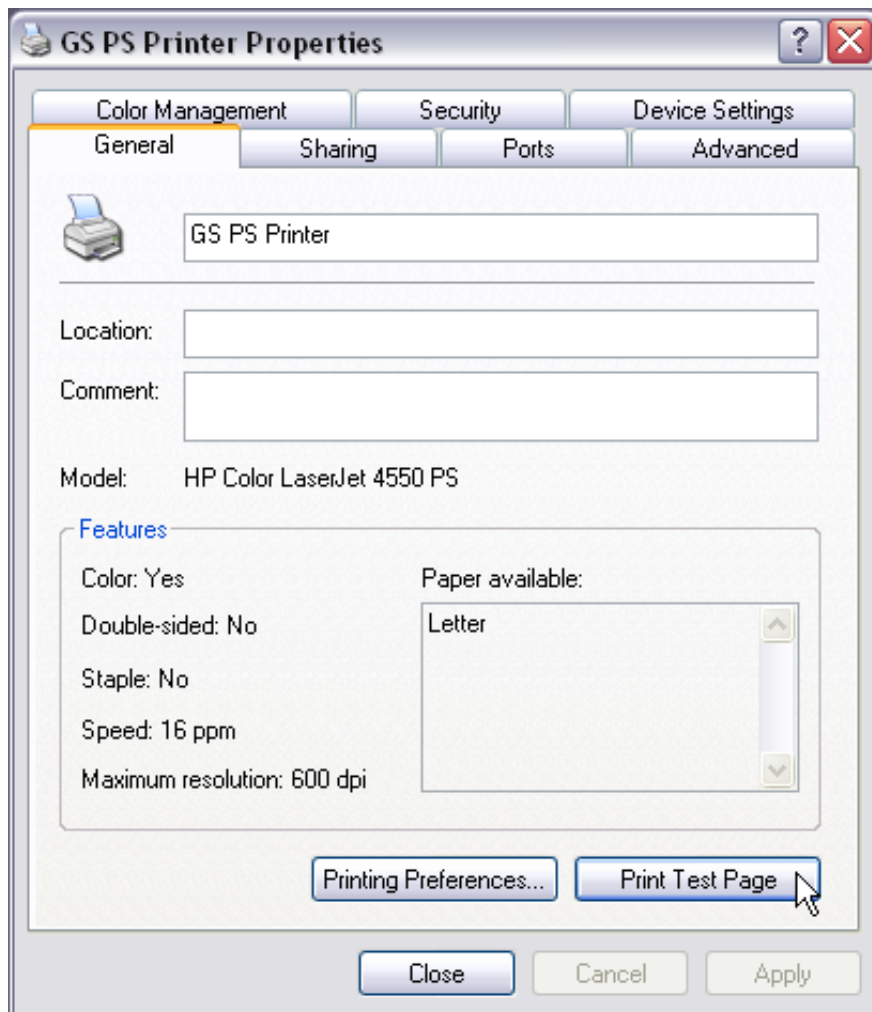 GS PS Printer Properties
Color Management Security Device Settings
General Sharing Ports Advanced
GS PS Printer
Location:
Comment:
Model: HP Color LaserJet 4550 PS
Features
Color: Yes Paper available:
Double-sided: No Letter
Staple: No
Speed: 16 ppm
Maximum resolution: 600 dpi
Printing Preferences... Print Test Page
Close Cancel Apply